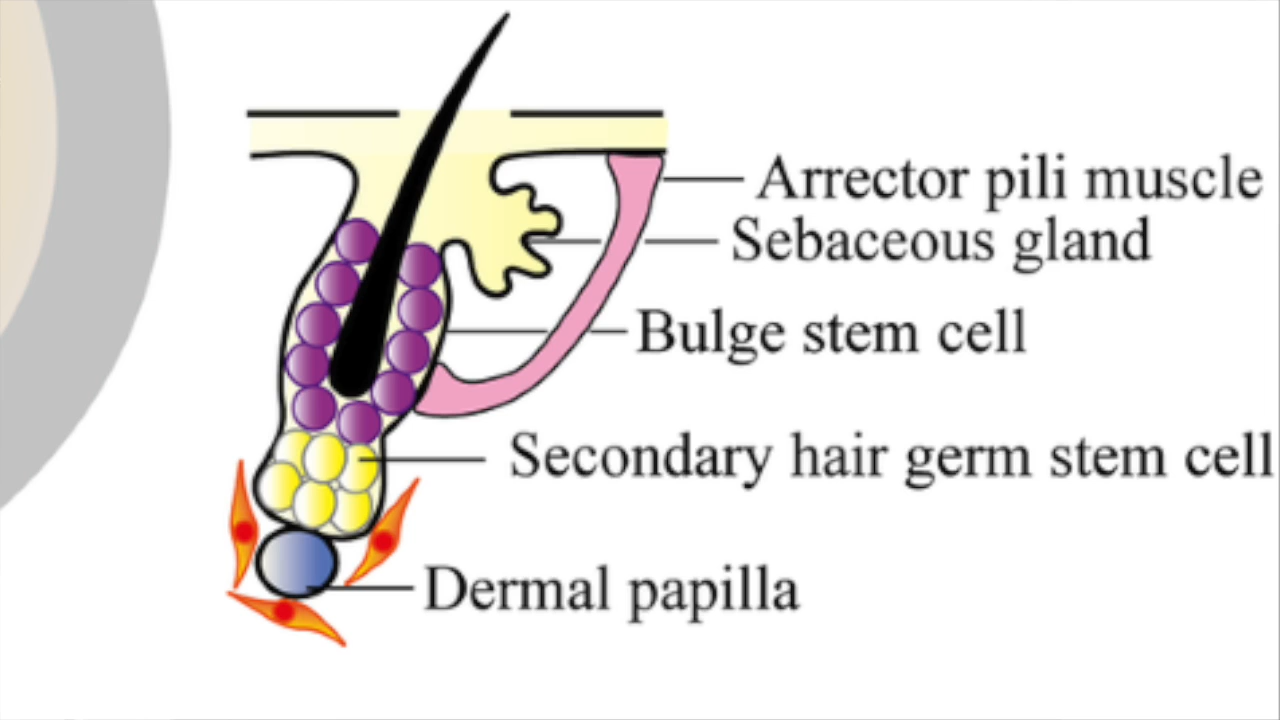 Arrector pili muscle
Sebaceous gland
Bulge stem cell
Secondary hair germ stem cell
Dermal papilla